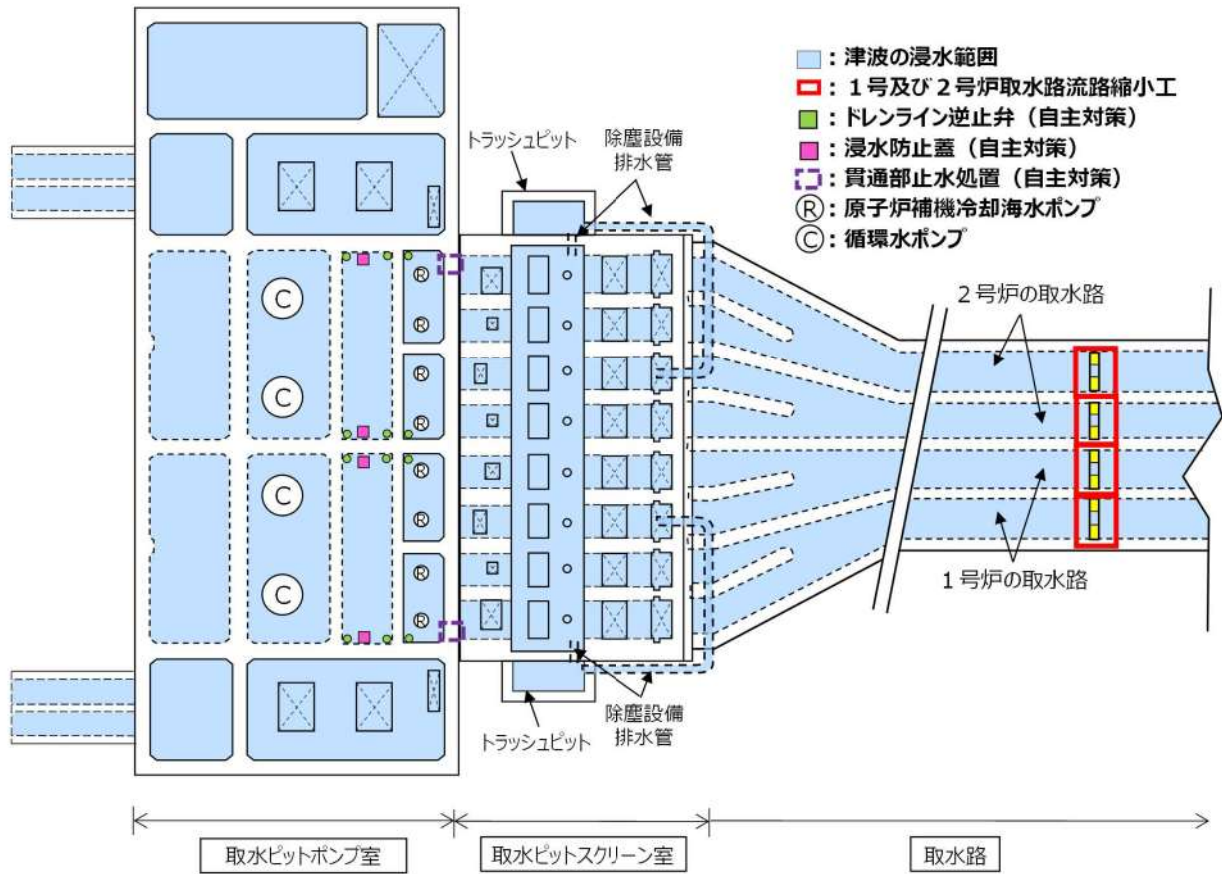 ：津波の浸水範囲
：１号及び２号炉取水路流路縮小工
：ドレンライン逆止弁（自主対策）
：浸水防止蓋（自主対策）
：貫通部止水処置（自主対策）
Ⓡ：原子炉補機冷却海水ポンプ
Ⓒ：循環水ポンプ
トラッシュピット
除塵設備
排水管
２号炉の取水路
Ⓒ
Ⓒ
Ⓒ
Ⓒ
Ⓡ
Ⓡ
Ⓡ
Ⓡ
Ⓡ
Ⓡ
Ⓡ
Ⓡ
１号炉の取水路
トラッシュピット
除塵設備
排水管
取水ピットポンプ室
取水ピットスクリーン室
取水路